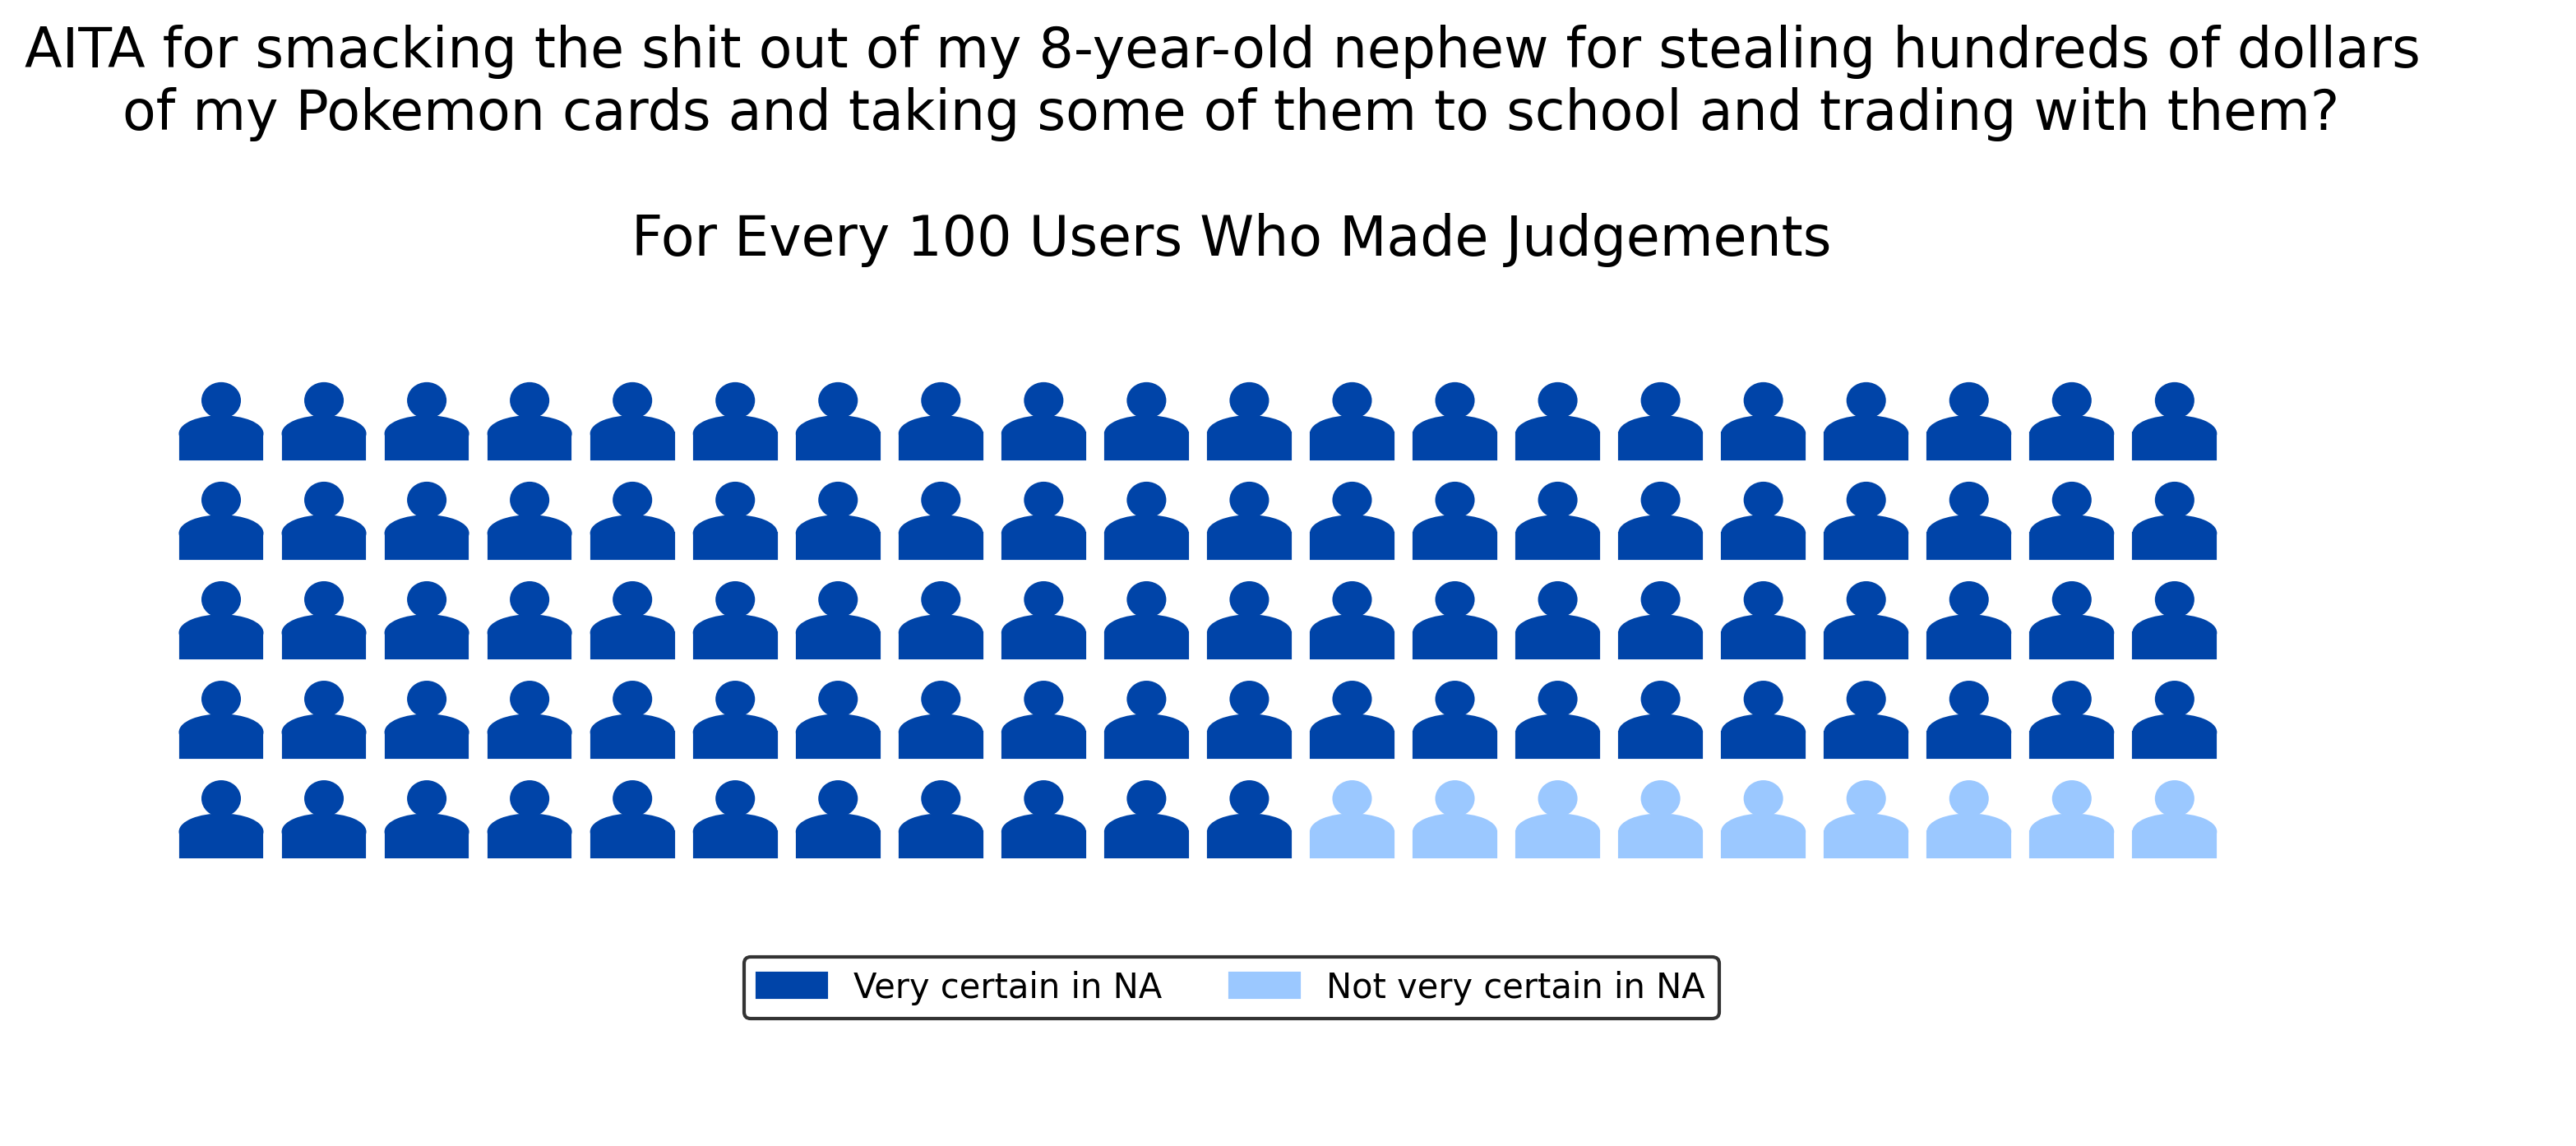 AITA for smacking the shit out of my 8-year-old nephew for stealing hundreds of dollars
of my Pokemon cards and taking some of them to school and trading with them?
For Every 100 Users Who Made Judgements
Very certain in NA
Not very certain in NA